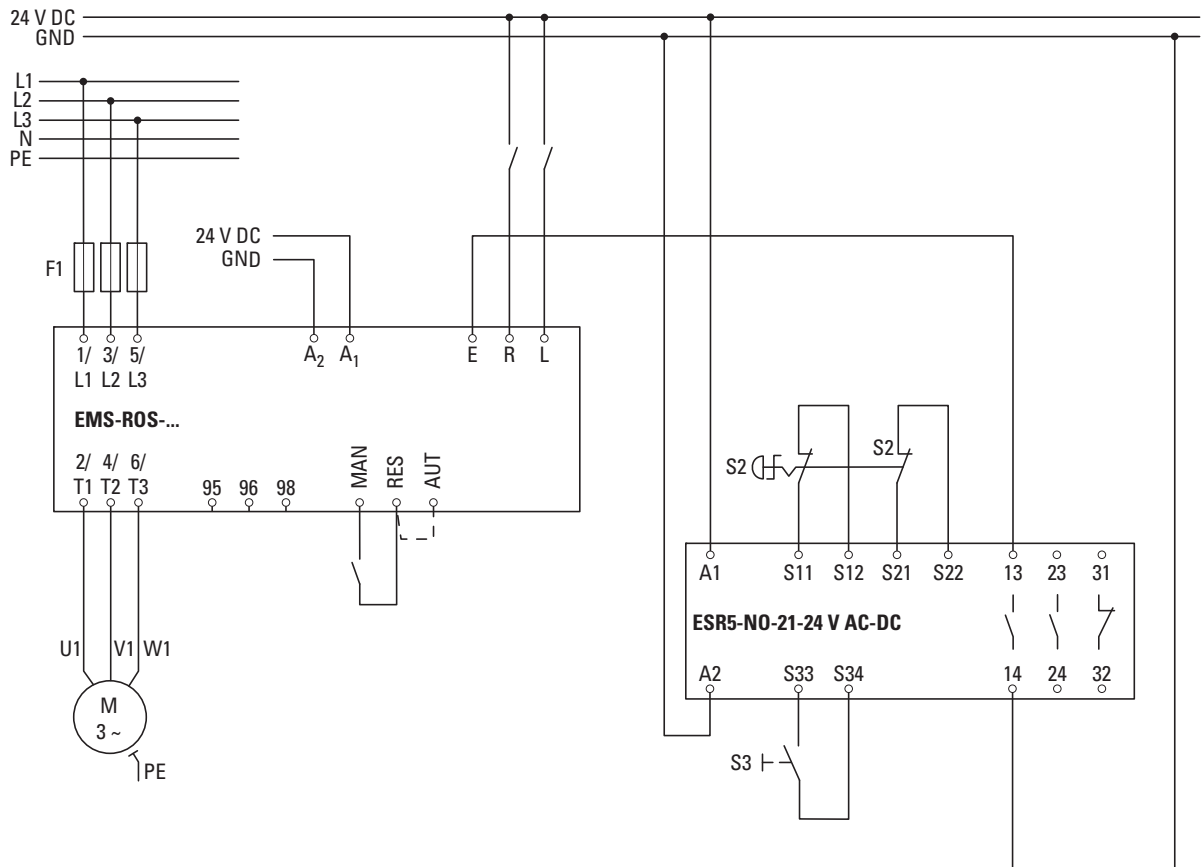 24 V DC
GND
L1
L2
L3
N
PE
F1
24 V DC
GND
1/ 3/ 5/
L1 L2 L3
A2 A1
E R L
EMS-ROS-...
2/ 4/ 6/
T1 T2 T3
95 96 98
MAN RES AUT
U1 V1 W1
M
3 ~
PE
S2 S2
A1 S11 S12 S21 S22 13 23 31
ESR5-NO-21-24 V AC-DC
A2 S33 S34 14 24 32
S3